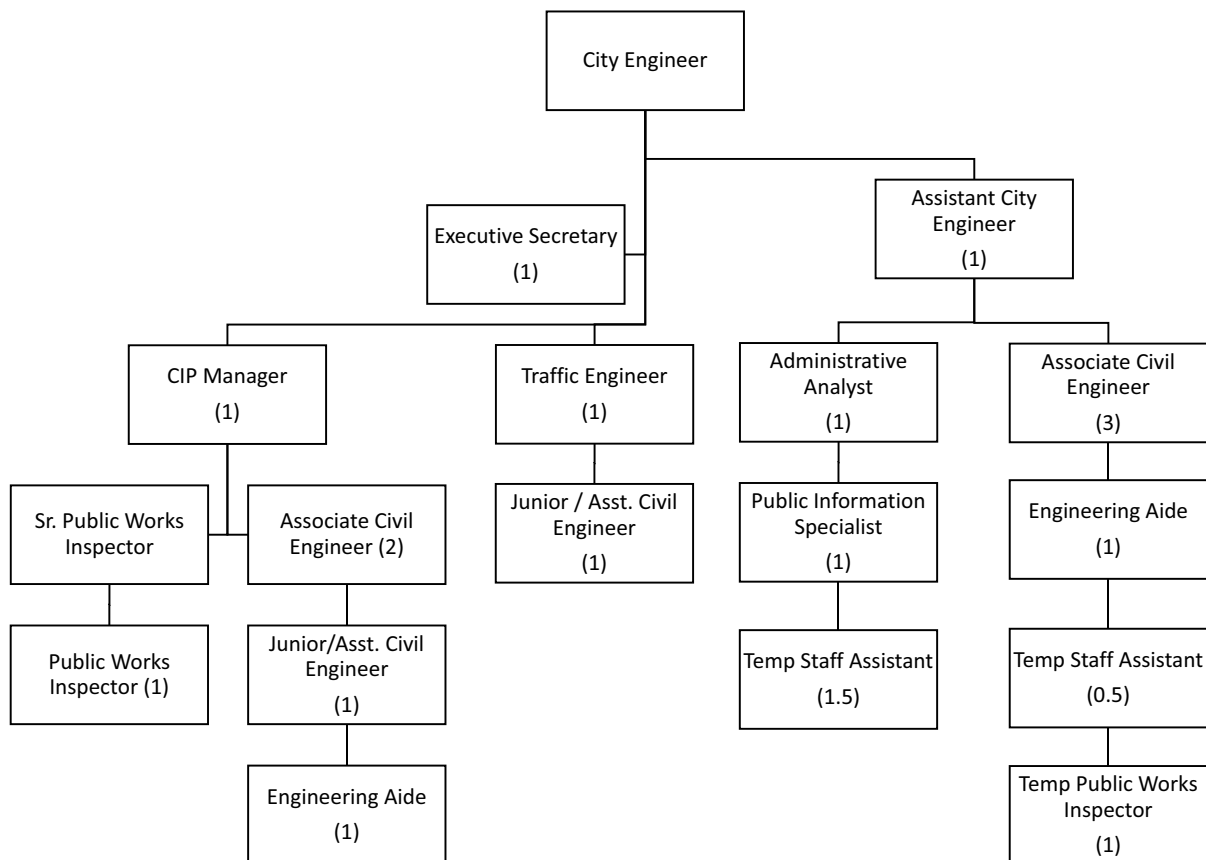 City Engineer
Assistant City
Engineer
(1)
Executive Secretary
(1)
CIP Manager
(1)
Traffic Engineer
(1)
Administrative
Analyst
(1)
Associate Civil
Engineer
(3)
Sr. Public Works
Inspector
Associate Civil
Engineer (2)
Junior / Asst. Civil
Engineer
(1)
Public Information
Specialist
(1)
Engineering Aide
(1)
Public Works
Inspector (1)
Junior/Asst. Civil
Engineer
(1)
Temp Staff Assistant
(1.5)
Temp Staff Assistant
(0.5)
Engineering Aide
(1)
Temp Public Works
Inspector
(1)